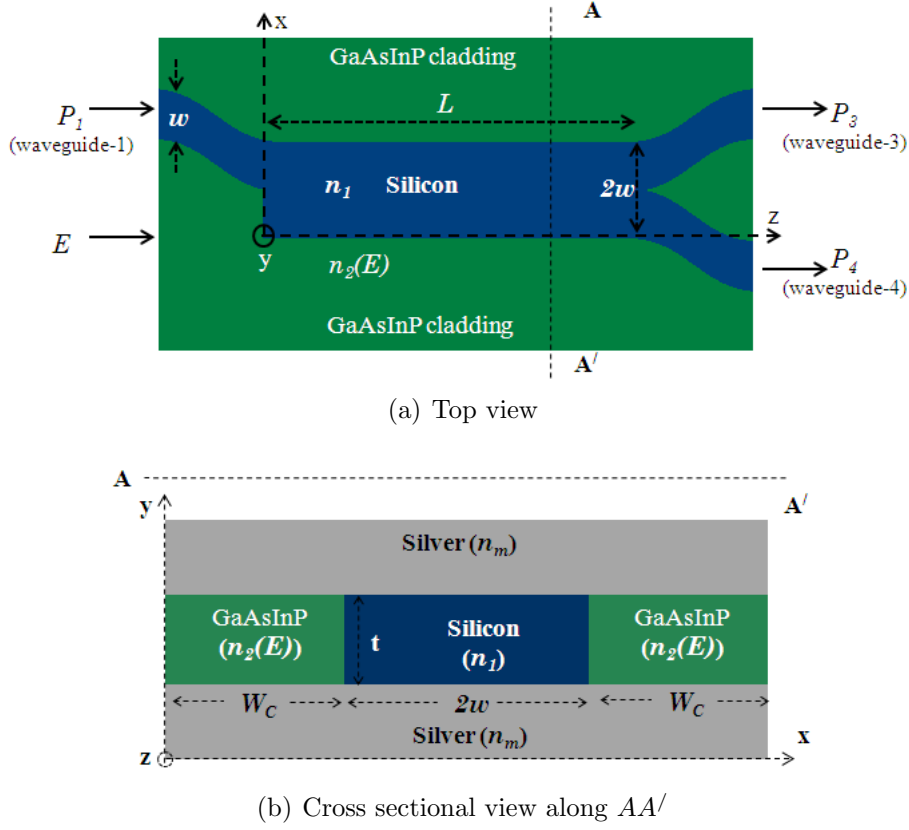 A
x
GaAsInP cladding
P1
(waveguide-1)
w
L
P3
(waveguide-3)
n1 Silicon
2w
z
E
y
n2(E)
P4
(waveguide-4)
GaAsInP cladding
A/
(a) Top view
A
A/
y
Silver (nm)
GaAsInP
(n2(E))
t
Silicon
(n1)
GaAsInP
(n2(E))
WC
2w
WC
Silver (nm)
z
x
(b) Cross sectional view along AA/